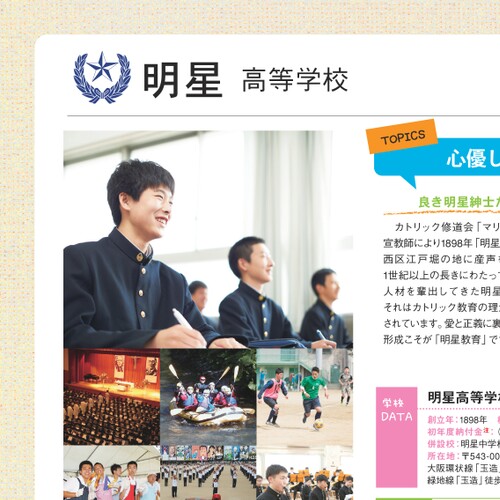 明星 高等学校
TOPICS
心優し
良き明星紳士が
カトリック修道会「マリ
宣教師により1898年「明星
西区江戸堀の地に産声を
1世紀以上の長きにわたって
人材を輩出してきた明星
それはカトリック教育の理
されています。愛と正義に裏
形成こそが「明星教育」で
学校
DATA
明星高等学校
創立年:1898年
初年度納付金注:
併設校:明星中学校
所在地:〒543-00
大阪環状線「玉造」
緑地線「玉造」徒歩